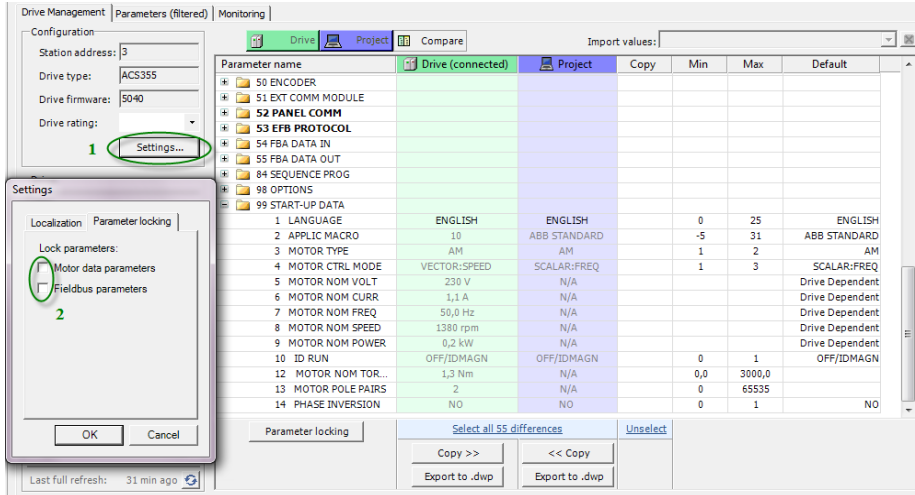 Drive Management Parameters (filtered) Monitoring
Configuration
Station address: 3
Drive type: ACS355
Drive firmware: 5040
Drive rating:
1 Settings...
Drive Project Compare Import values:
Parameter name Drive (connected) Project Copy Min Max Default
50 ENCODER
51 EXT COMM MODULE
52 PANEL COMM
53 EFB PROTOCOL
54 FBA DATA IN
55 FBA DATA OUT
84 SEQUENCE PROG
98 OPTIONS
99 START-UP DATA
1 LANGUAGE ENGLISH ENGLISH 0 25 ENGLISH
2 APPLIC MACRO 10 ABB STANDARD -5 31 ABB STANDARD
3 MOTOR TYPE AM AM 1 2 AM
4 MOTOR CTRL MODE VECTOR:SPEED SCALAR:FREQ 1 3 SCALAR:FREQ
5 MOTOR NOM VOLT 230 V N/A Drive Dependent
6 MOTOR NOM CURR 1,1 A N/A Drive Dependent
7 MOTOR NOM FREQ 50,0 Hz N/A Drive Dependent
8 MOTOR NOM SPEED 1380 rpm N/A Drive Dependent
9 MOTOR NOM POWER 0,2 kW N/A Drive Dependent
10 ID RUN OFF/IDMAGN OFF/IDMAGN 0 1 OFF/IDMAGN
12 MOTOR NOM TOR... 1,3 Nm N/A 0,0 3000,0
13 MOTOR POLE PAIRS 2 N/A 0 65535
14 PHASE INVERSION NO NO 0 1 NO
Settings
Localization Parameter locking
Lock parameters:
Motor data parameters
Fieldbus parameters
2
OK Cancel
Parameter locking Select all 55 differences Unselect
Copy >> << Copy
Export to .dwp Export to .dwp
Last full refresh: 31 min ago